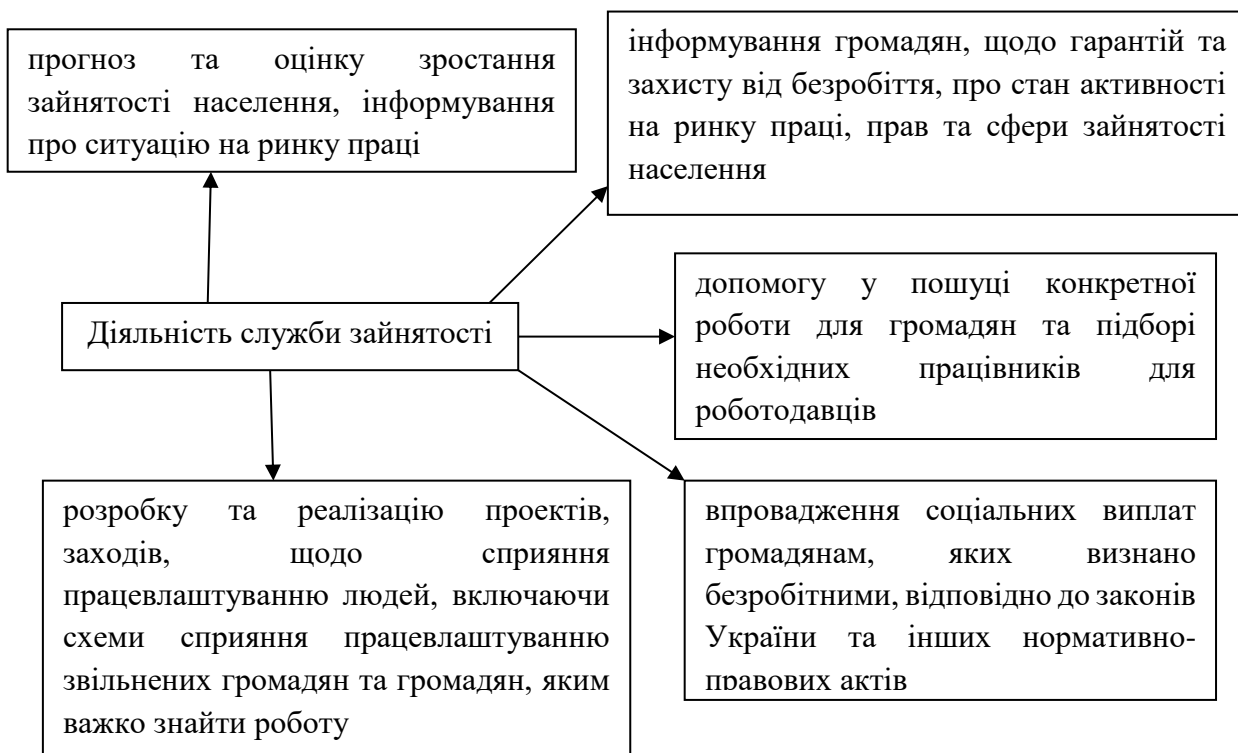 прогноз та оцінку зростання
зайнятості населення, інформування
про ситуацію на ринку праці
інформування громадян, щодо гарантій та
захисту від безробіття, про стан активності
на ринку праці, прав та сфери зайнятості
населення
Діяльність служби зайнятості
допомогу у пошуці конкретної
роботи для громадян та підборі
необхідних працівників для
роботодавців
розробку та реалізацію проектів,
заходів, щодо сприяння
працевлаштуванню людей, включаючи
схеми сприяння працевлаштуванню
звільнених громадян та громадян, яким
важко знайти роботу
впровадження соціальних виплат
громадянам, яких визнано
безробітними, відповідно до законів
України та інших нормативно-
правових актів